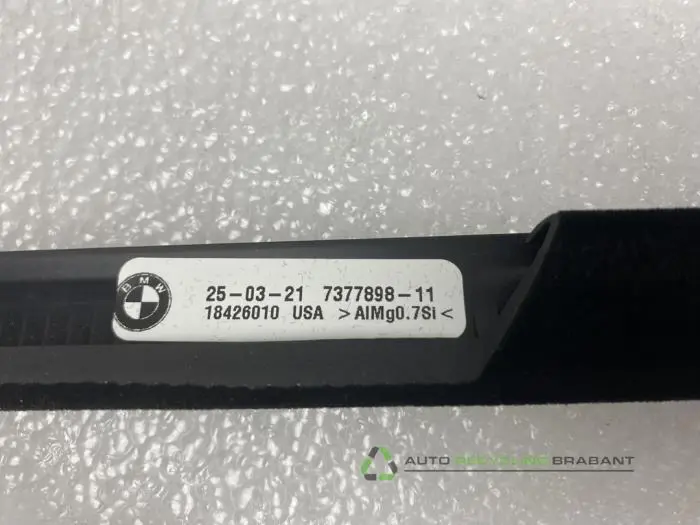 BMW
25-03-21 7377898-11
18426010 USA >AlMg0.7Si<
AUTO RECYCLING BRABANT